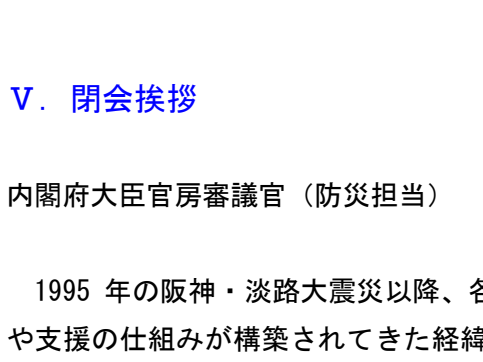 Ⅴ．閉会挨拶
内閣府大臣官房審議官（防災担当）
1995 年の阪神・淡路大震災以降、各
や支援の仕組みが構築されてきた経緯